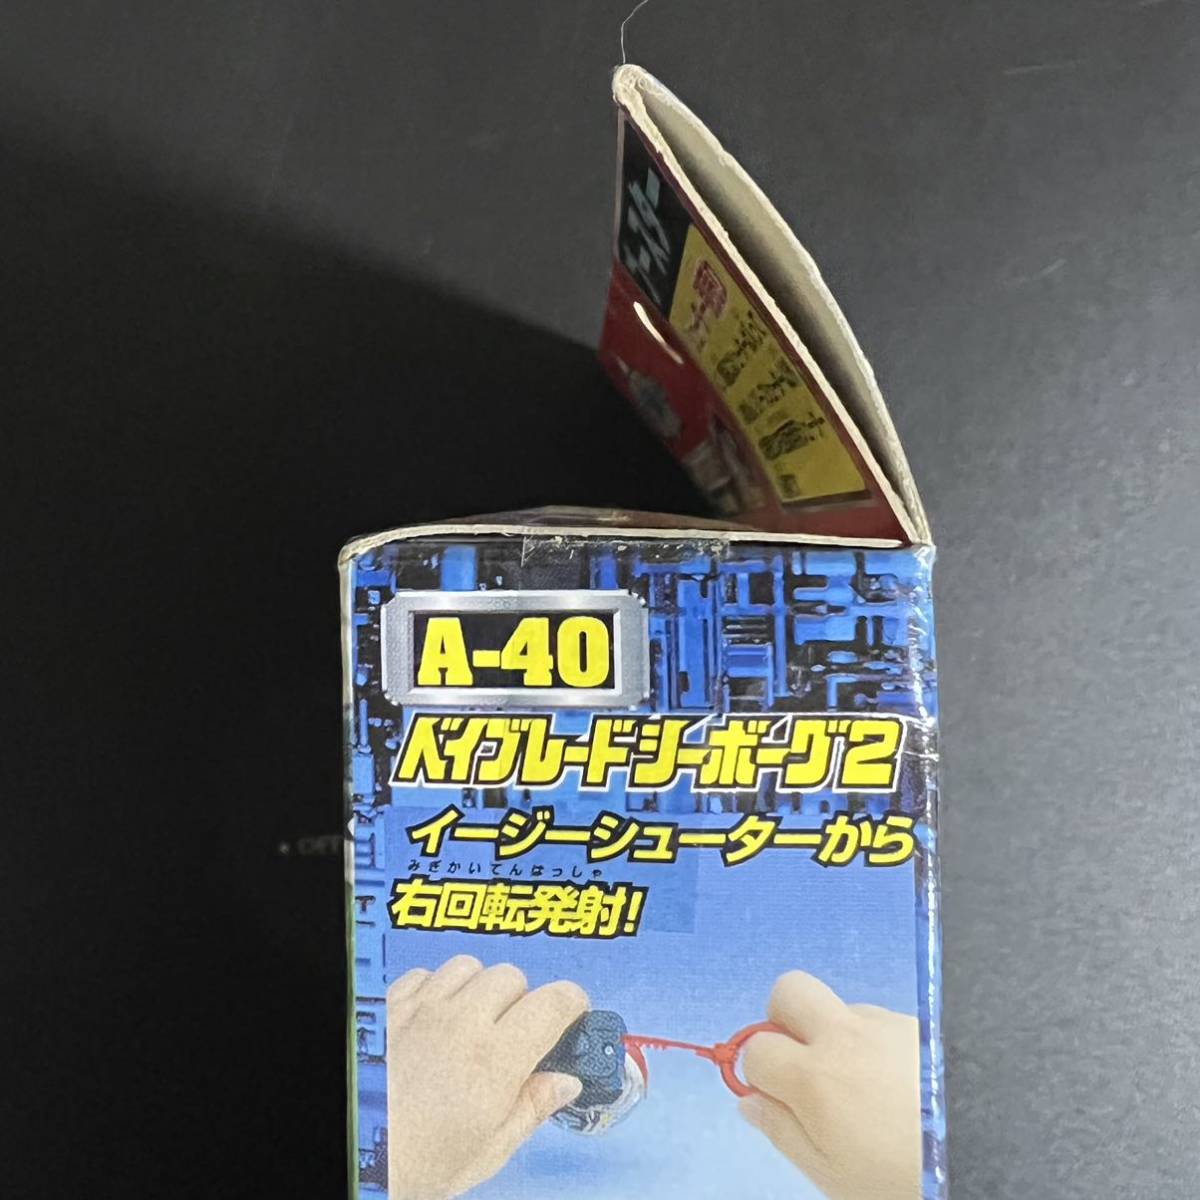 A-40
ベイブレードシーボーグ2
イージーシューターから
みぎかいてんはっしゃ
右回転発射!